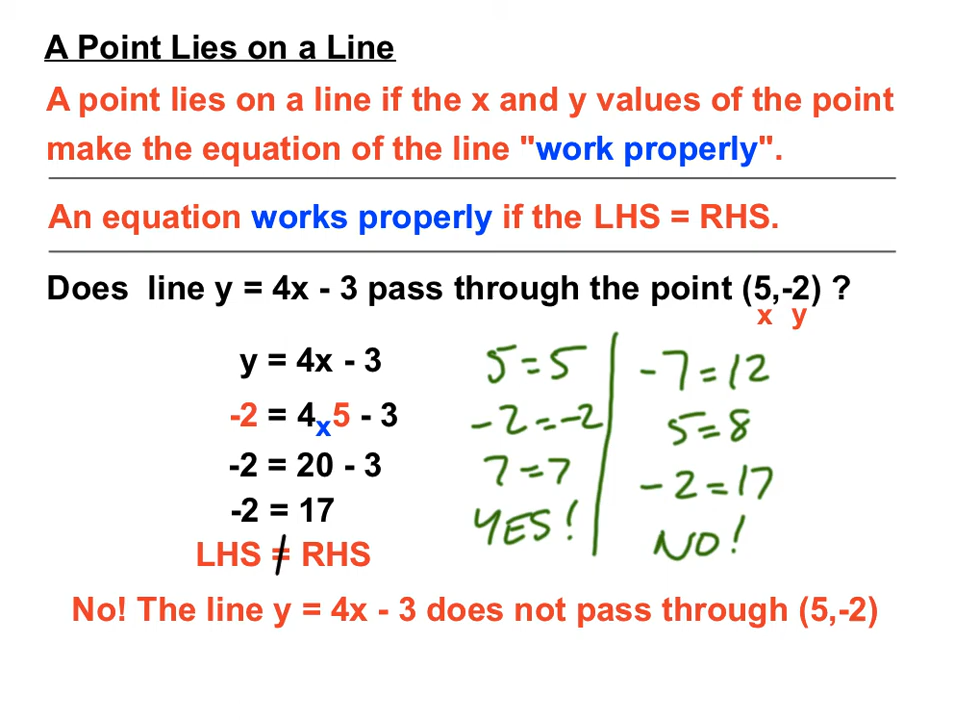 A Point Lies on a Line
A point lies on a line if the x and y values of the point
make the equation of the line "work properly".
An equation works properly if the LHS = RHS.
Does line y = 4x - 3 pass through the point (5,-2) ?
x y
y = 4x - 3
-2 = 4x5 - 3
-2 = 20 - 3
-2 = 17
LHS ≠ RHS
5 = 5
-2 = -2
7 = 7
YES!
-7 = 12
5 = 8
-2 = 17
NO!
No! The line y = 4x - 3 does not pass through (5,-2)